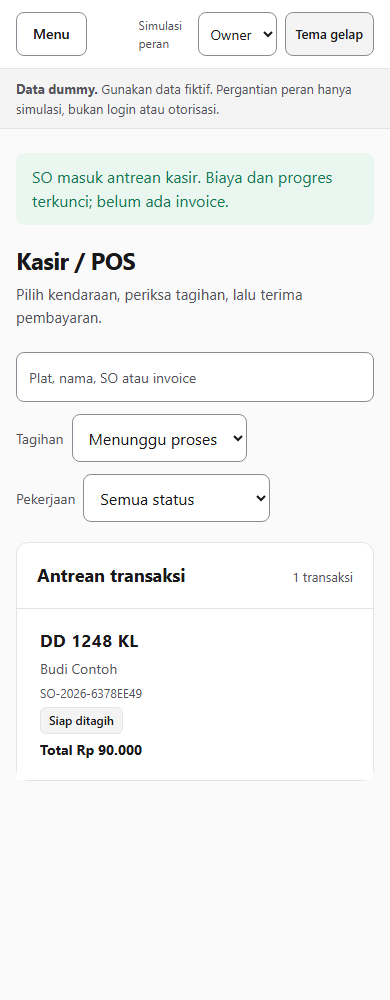 Menu
Simulasi
peran
Owner
Tema gelap
Data dummy. Gunakan data fiktif. Pergantian peran hanya
simulasi, bukan login atau otorisasi.
SO masuk antrean kasir. Biaya dan progres
terkunci; belum ada invoice.
Kasir / POS
Pilih kendaraan, periksa tagihan, lalu terima
pembayaran.
Plat, nama, SO atau invoice
Tagihan
Menunggu proses
Pekerjaan
Semua status
Antrean transaksi
1 transaksi
DD 1248 KL
Budi Contoh
SO-2026-6378EE49
Siap ditagih
Total Rp 90.000